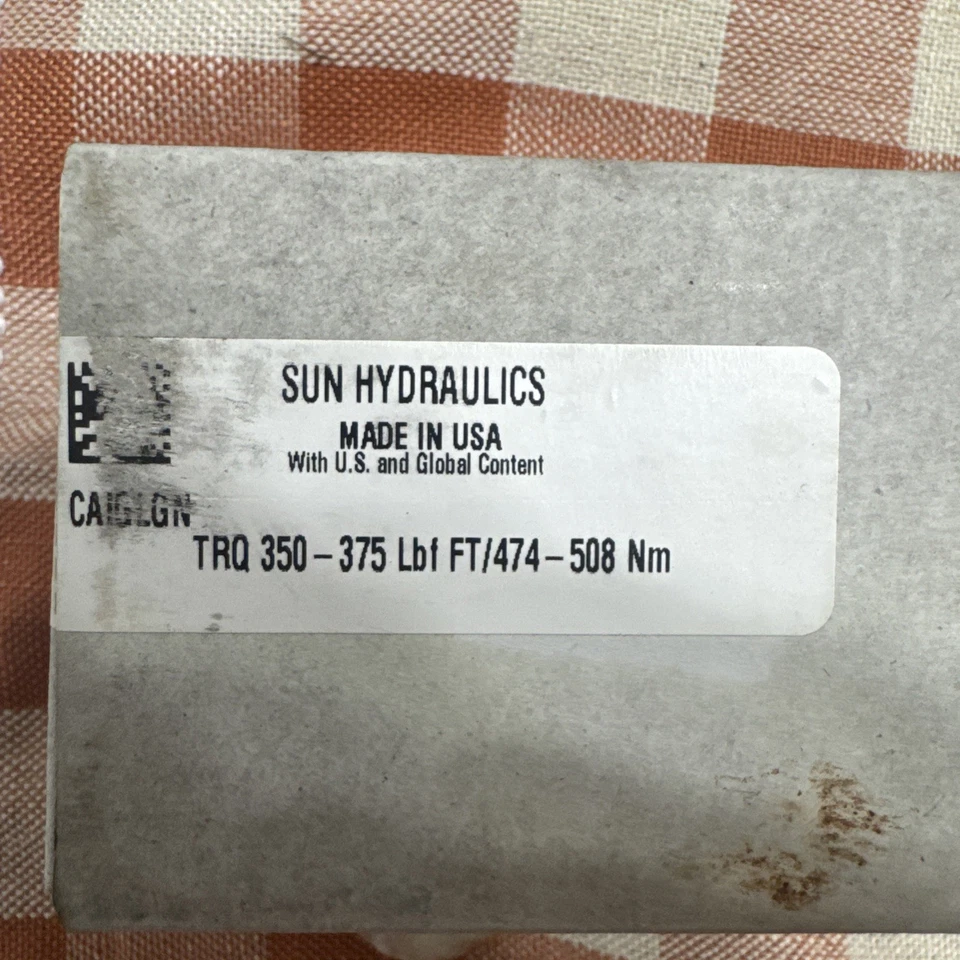 SUN HYDRAULICS
MADE IN USA
With U.S. and Global Content
CAIGLGN
TRQ 350–375 Lbf FT/474–508 Nm